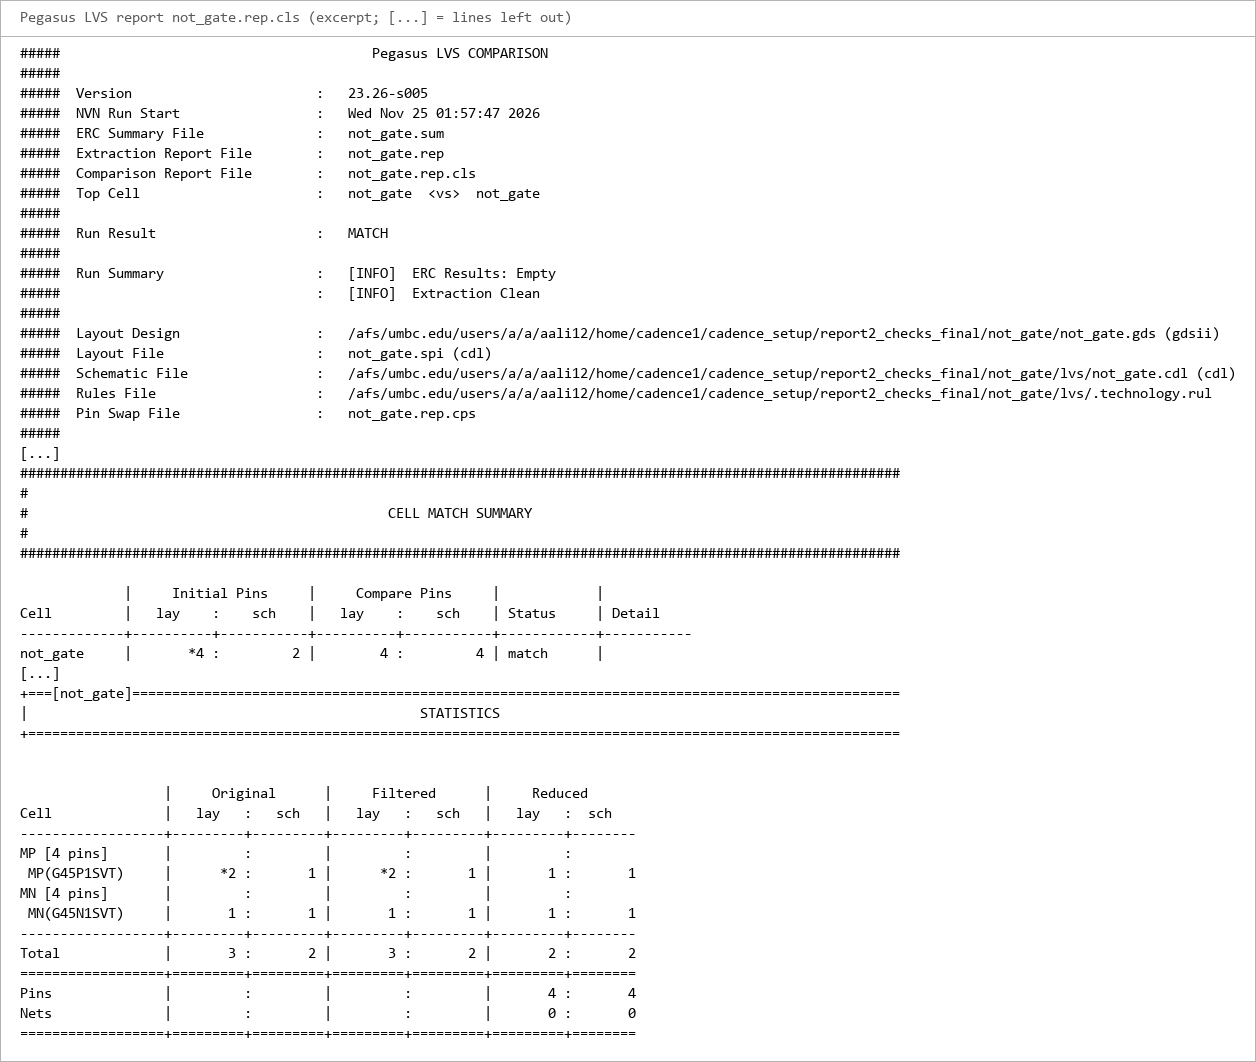 Pegasus LVS report not_gate.rep.cls (excerpt; [...] = lines left out)
#####                                       Pegasus LVS COMPARISON
#####
#####  Version                       :   23.26-s005
#####  NVN Run Start                 :   Wed Nov 25 01:57:47 2026
#####  ERC Summary File              :   not_gate.sum
#####  Extraction Report File        :   not_gate.rep
#####  Comparison Report File        :   not_gate.rep.cls
#####  Top Cell                      :   not_gate  <vs>  not_gate
#####
#####  Run Result                    :   MATCH
#####
#####  Run Summary                   :   [INFO]  ERC Results: Empty
#####                                :   [INFO]  Extraction Clean
#####
#####  Layout Design                 :   /afs/umbc.edu/users/a/a/aali12/home/cadence1/cadence_setup/report2_checks_final/not_gate/not_gate.gds (gdsii)
#####  Layout File                   :   not_gate.spi (cdl)
#####  Schematic File                :   /afs/umbc.edu/users/a/a/aali12/home/cadence1/cadence_setup/report2_checks_final/not_gate/lvs/not_gate.cdl (cdl)
#####  Rules File                    :   /afs/umbc.edu/users/a/a/aali12/home/cadence1/cadence_setup/report2_checks_final/not_gate/lvs/.technology.rul
#####  Pin Swap File                 :   not_gate.rep.cps
#####
[...]
##############################################################################################################
#
#                                             CELL MATCH SUMMARY
#
##############################################################################################################
             |     Initial Pins     |     Compare Pins     |            |
Cell         |   lay    :    sch    |   lay    :    sch    | Status     | Detail
-------------+----------+-----------+----------+-----------+------------+-----------
not_gate     |       *4 :         2 |        4 :         4 | match      |
[...]
+===[not_gate]================================================================================================
|                                                 STATISTICS
+=============================================================================================================
                  |     Original      |     Filtered      |     Reduced
Cell              |   lay   :   sch   |   lay   :   sch   |   lay   :  sch
------------------+---------+---------+---------+---------+---------+--------
MP [4 pins]       |         :         |         :         |         :
 MP(G45P1SVT)     |      *2 :       1 |      *2 :       1 |       1 :       1
MN [4 pins]       |         :         |         :         |         :
 MN(G45N1SVT)     |       1 :       1 |       1 :       1 |       1 :       1
------------------+---------+---------+---------+---------+---------+--------
Total             |       3 :       2 |       3 :       2 |       2 :       2
==================+=========+=========+=========+=========+=========+========
Pins              |         :         |         :         |       4 :       4
Nets              |         :         |         :         |       0 :       0
==================+=========+=========+=========+=========+=========+========